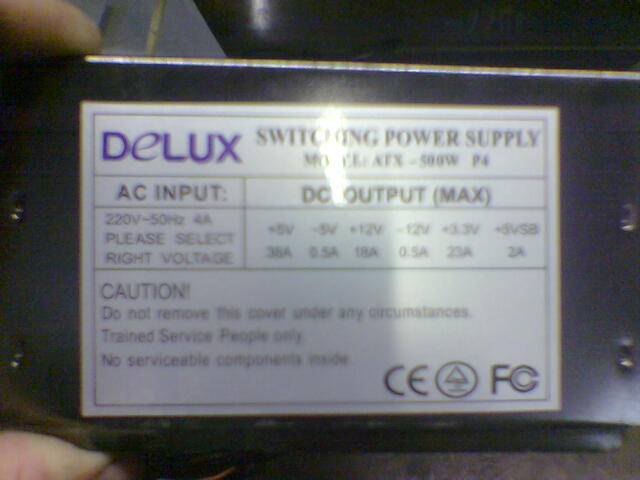 DELUX
SWITCHING POWER SUPPLY
MODEL: ATX-500W P4
AC INPUT:
DC OUTPUT (MAX)
220V~50Hz 4A
PLEASE SELECT
RIGHT VOLTAGE
+5V -5V +12V -12V +3.3V +5VSB
38A 0.5A 18A 0.5A 23A 2A
CAUTION!
Do not remove this cover under any circumstances.
Trained Service People only.
No serviceable components inside.
CE FC